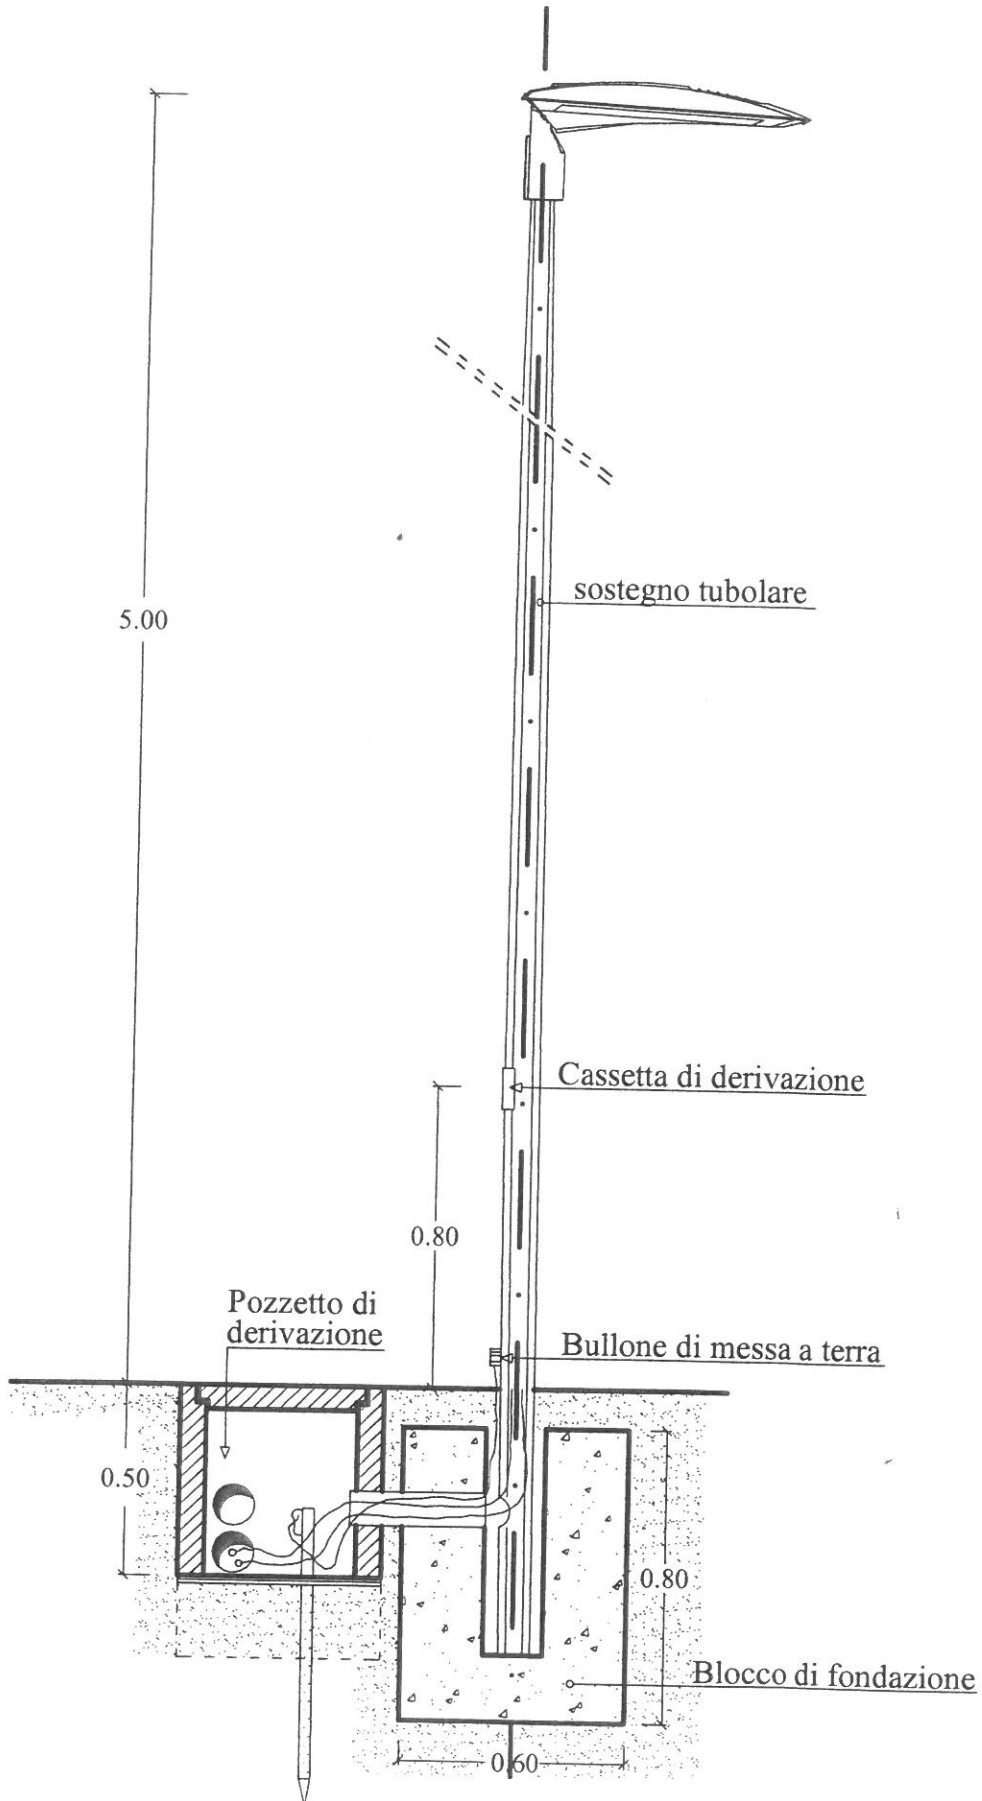 sostegno tubolare
5.00
Cassetta di derivazione
0.80
Pozzetto di
derivazione
Bullone di messa a terra
0.50
0.80
Blocco di fondazione
0.60